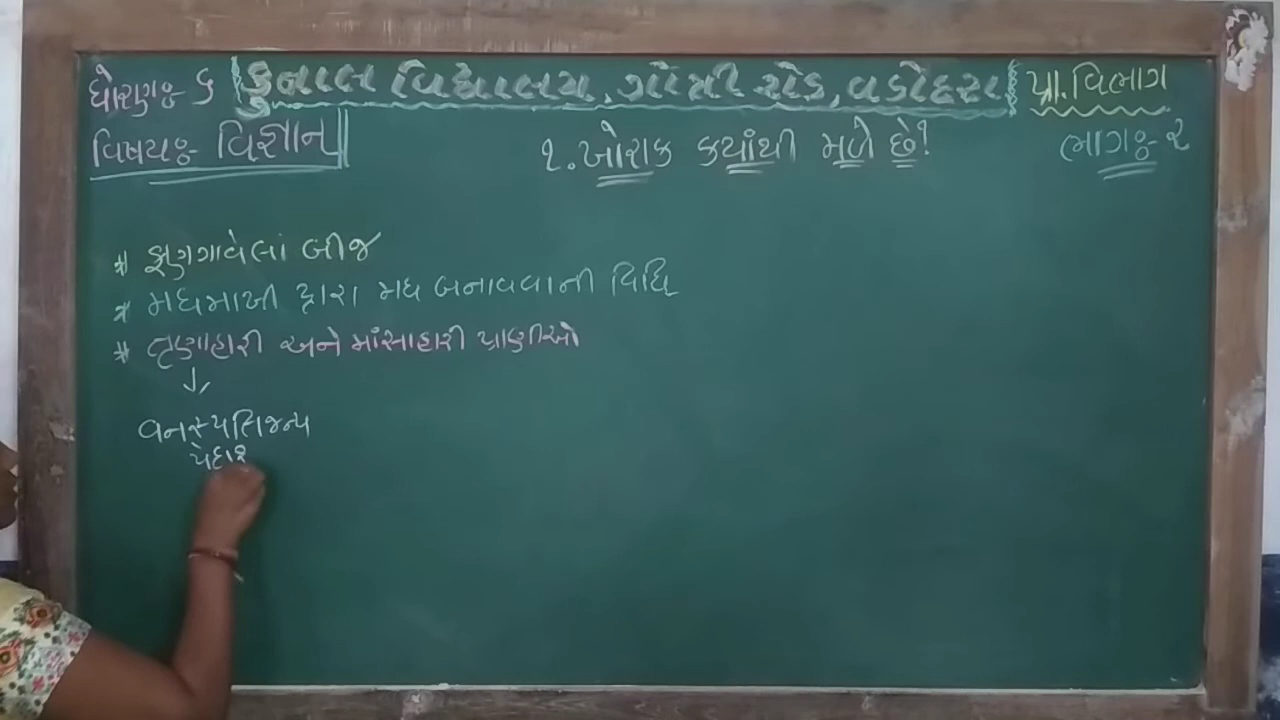 ધોરણઃ- ૬ કુનાલ વિદ્યાલય, ગોત્રી રોડ, વડોદરા પ્રા. વિભાગ
વિષયઃ- વિજ્ઞાન ૧. ખોરાક ક્યાંથી મળે છે? ભાગઃ- ૨
* ફણગાવેલાં બીજ
* મધમાખી દ્વારા મધ બનાવવાની વિધિ
* તૃણાહારી અને માંસાહારી પ્રાણીઓ
↓
વનસ્પતિજન્ય
પેદાશ